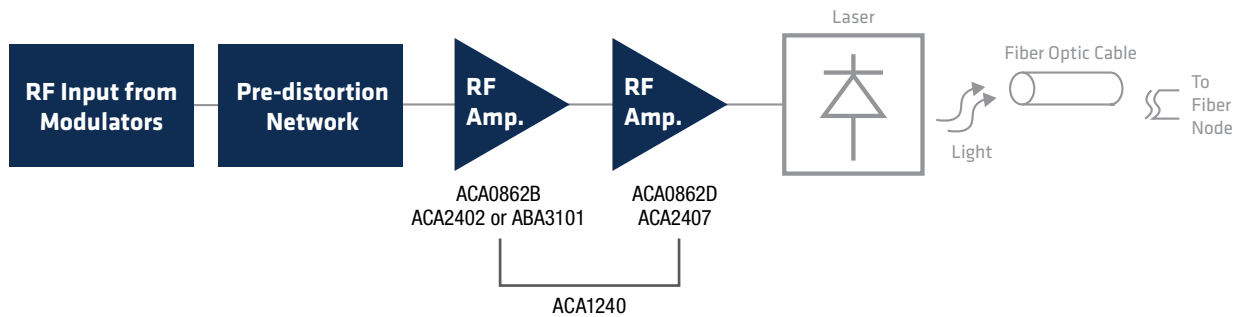 RF Input from
Modulators
Pre-distortion
Network
RF
Amp.
RF
Amp.
Laser
Light
Fiber Optic Cable
To
Fiber
Node
ACA0862B
ACA2402 or ABA3101
ACA0862D
ACA2407
ACA1240